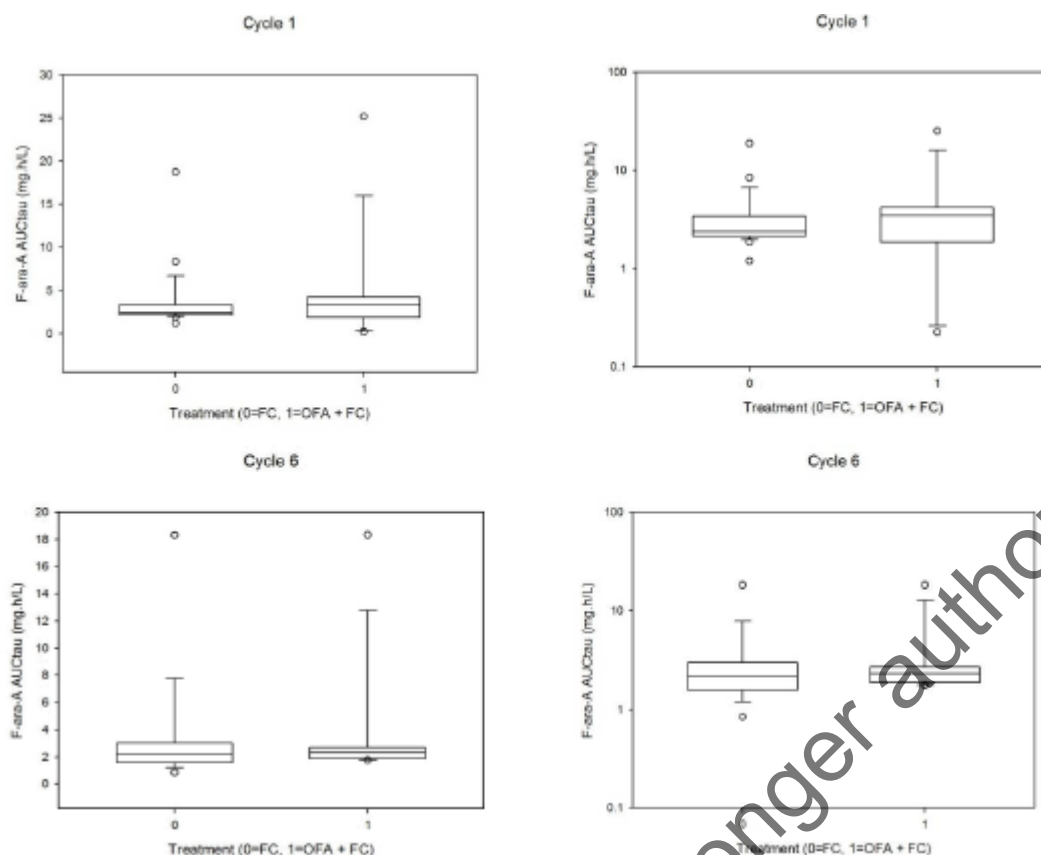 Cycle 1
30
25
20
15
10
5
0
F-ara-A AUCtau (mg.h/L)
0
1
Treatment (0=FC, 1=OFA + FC)
Cycle 1
100
10
1
0.1
F-ara-A AUCtau (mg.h/L)
0
1
Treatment (0=FC, 1=OFA + FC)
Cycle 6
20
18
16
14
12
10
8
6
4
2
0
F-ara-A AUCtau (mg.h/L)
0
1
Treatment (0=FC, 1=OFA + FC)
Cycle 6
100
10
1
0.1
F-ara-A AUCtau (mg.h/L)
0
1
Treatment (0=FC, 1=OFA + FC)
longer